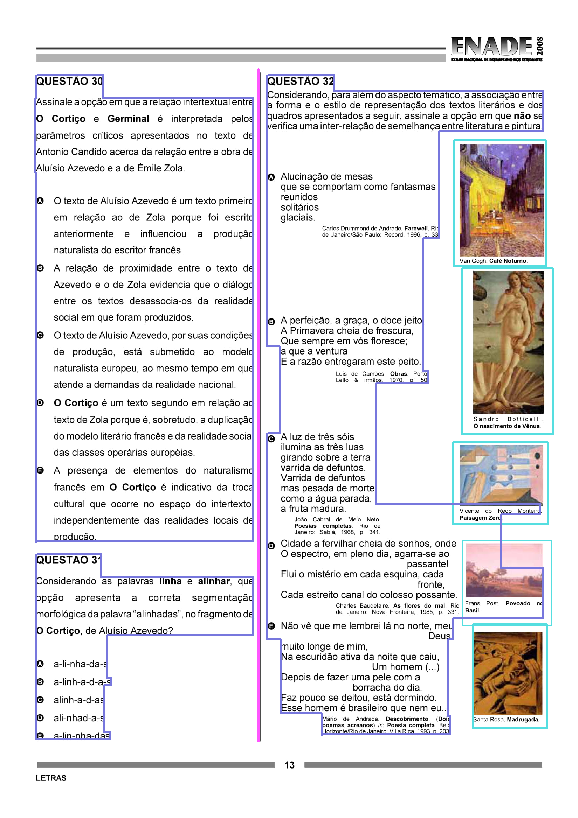 ENADE 2008
EXAME NACIONAL DE DESEMPENHO DOS ESTUDANTES
QUESTÃO 30
Assinale a opção em que a relação intertextual entre
O Cortiço e Germinal é interpretada pelos
parâmetros críticos apresentados no texto de
Antonio Candido acerca da relação entre a obra de
Aluísio Azevedo e a de Émile Zola.
A O texto de Aluísio Azevedo é um texto primeiro
em relação ao de Zola porque foi escrito
anteriormente e influenciou a produção
naturalista do escritor francês.
B A relação de proximidade entre o texto de
Azevedo e o de Zola evidencia que o diálogo
entre os textos desassocia-os da realidade
social em que foram produzidos.
C O texto de Aluísio Azevedo, por suas condições
de produção, está submetido ao modelo
naturalista europeu, ao mesmo tempo em que
atende a demandas da realidade nacional.
D O Cortiço é um texto segundo em relação ao
texto de Zola porque é, sobretudo, a duplicação
do modelo literário francês e da realidade social
das classes operárias européias.
E A presença de elementos do naturalismo
francês em O Cortiço é indicativo da troca
cultural que ocorre no espaço do intertexto,
independentemente das realidades locais de
produção.
QUESTÃO 31
Considerando as palavras linha e alinhar, que
opção apresenta a correta segmentação
morfológica da palavra "alinhadas", no fragmento de
O Cortiço, de Aluísio Azevedo?
A a-li-nha-da-s
B a-linh-a-d-a-s
C alinh-a-d-as
D ali-nhad-a-s
E a-lin-nha-das
QUESTÃO 32
Considerando, para além do aspecto temático, a associação entre
a forma e o estilo de representação dos textos literários e dos
quadros apresentados a seguir, assinale a opção em que não se
verifica uma inter-relação de semelhança entre literatura e pintura.
A Alucinação de mesas
que se comportam como fantasmas
reunidos
solitários
glaciais.
Carlos Drummond de Andrade. Farewell. Rio
de Janeiro/São Paulo: Record, 1996, p. 33.
Van Gogh. Café Noturno.
B A perfeição, a graça, o doce jeito,
A Primavera cheia de frescura,
Que sempre em vós floresce;
a que a ventura
E a razão entregaram este peito.
Luís de Camões. Obras. Porto:
Lello & Irmãos, 1970, p. 50.
Sandro Botticelli.
O nascimento de Vênus.
C A luz de três sóis
ilumina as três luas
girando sobre a terra
varrida de defuntos.
Varrida de defuntos
mas pesada de morte:
como a água parada,
a fruta madura.
João Cabral de Melo Neto.
Poesias completas. Rio de
Janeiro: Sabiá, 1968, p. 341.
Vicente do Rego Monteiro.
Paisagem Zero.
D Cidade a fervilhar cheia de sonhos, onde
O espectro, em pleno dia, agarra-se ao
passante!
Flui o mistério em cada esquina, cada
fronte,
Cada estreito canal do colosso possante.
Charles Baudelaire. As flores do mal. Rio
de Janeiro: Nova Fronteira, 1985, p. 331.
Frans Post. Povoado no
Brasil.
E Não vê que me lembrei lá no norte, meu
Deus!
muito longe de mim,
Na escuridão ativa da noite que caiu,
Um homem (...)
Depois de fazer uma pele com a
borracha do dia,
Faz pouco se deitou, está dormindo.
Esse homem é brasileiro que nem eu...
Mário de Andrade. Descobrimento (Dois
poemas acreanos). In: Poesia completa. Belo
Horizonte/Rio de Janeiro: Villa Rica, 1993, p. 203.
Santa Rosa. Madrugada.
13
LETRAS